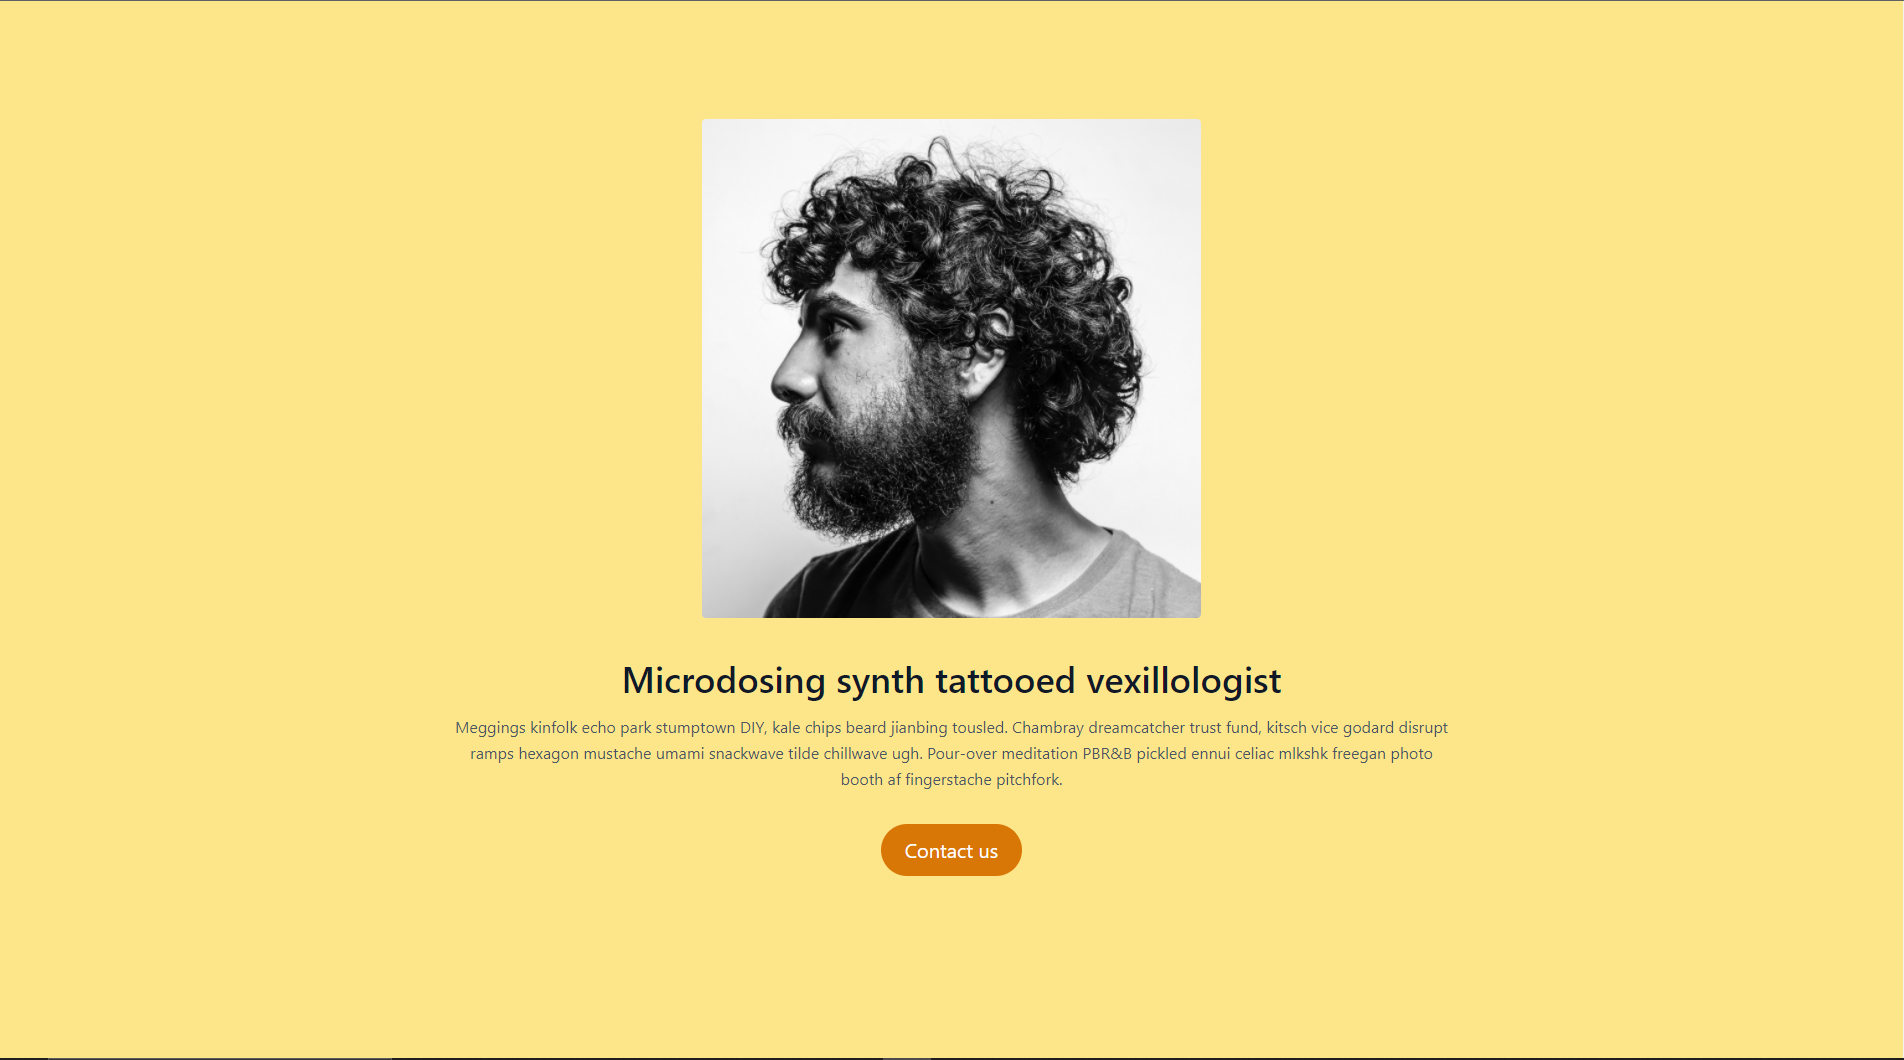 Microdosing synth tattooed vexillologist
Meggings kinfolk echo park stumptown DIY, kale chips beard jianbing tousled. Chambray dreamcatcher trust fund, kitsch vice godard disrupt
ramps hexagon mustache umami snackwave tilde chillwave ugh. Pour-over meditation PBR&B pickled ennui celiac mlkshk freegan photo
booth af fingerstache pitchfork.
Contact us